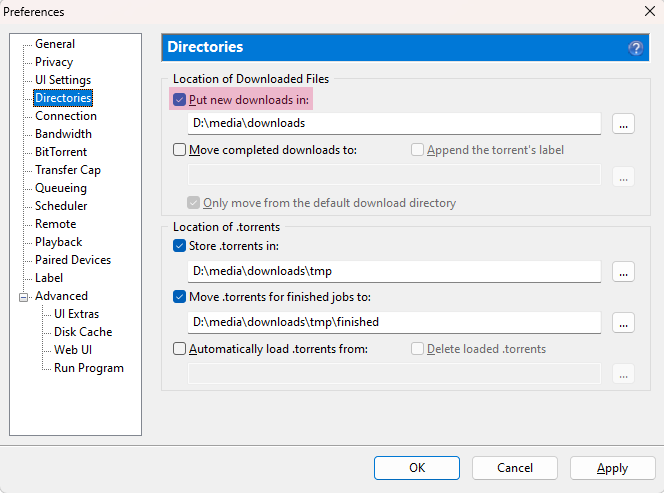 Preferences
General
Privacy
UI Settings
Directories
Connection
Bandwidth
BitTorrent
Transfer Cap
Queueing
Scheduler
Remote
Playback
Paired Devices
Label
Advanced
UI Extras
Disk Cache
Web UI
Run Program
Directories
?
Location of Downloaded Files
Put new downloads in:
D:\media\downloads
...
Move completed downloads to:
Append the torrent's label
...
Only move from the default download directory
Location of .torrents
Store .torrents in:
D:\media\downloads\tmp
...
Move .torrents for finished jobs to:
D:\media\downloads\tmp\finished
...
Automatically load .torrents from:
Delete loaded .torrents
...
OK
Cancel
Apply